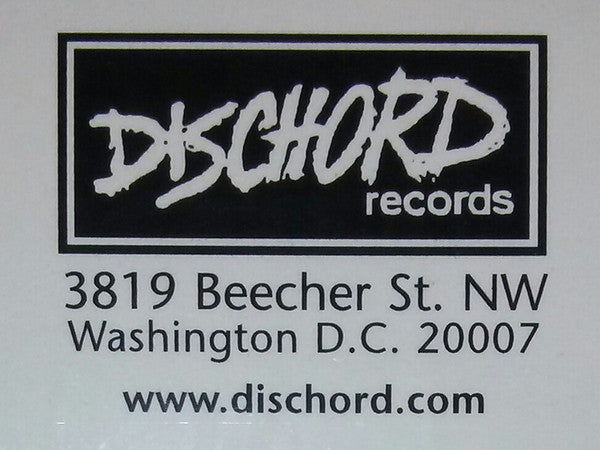 DISCHORD
records
3819 Beecher St. NW
Washington D.C. 20007
www.dischord.com